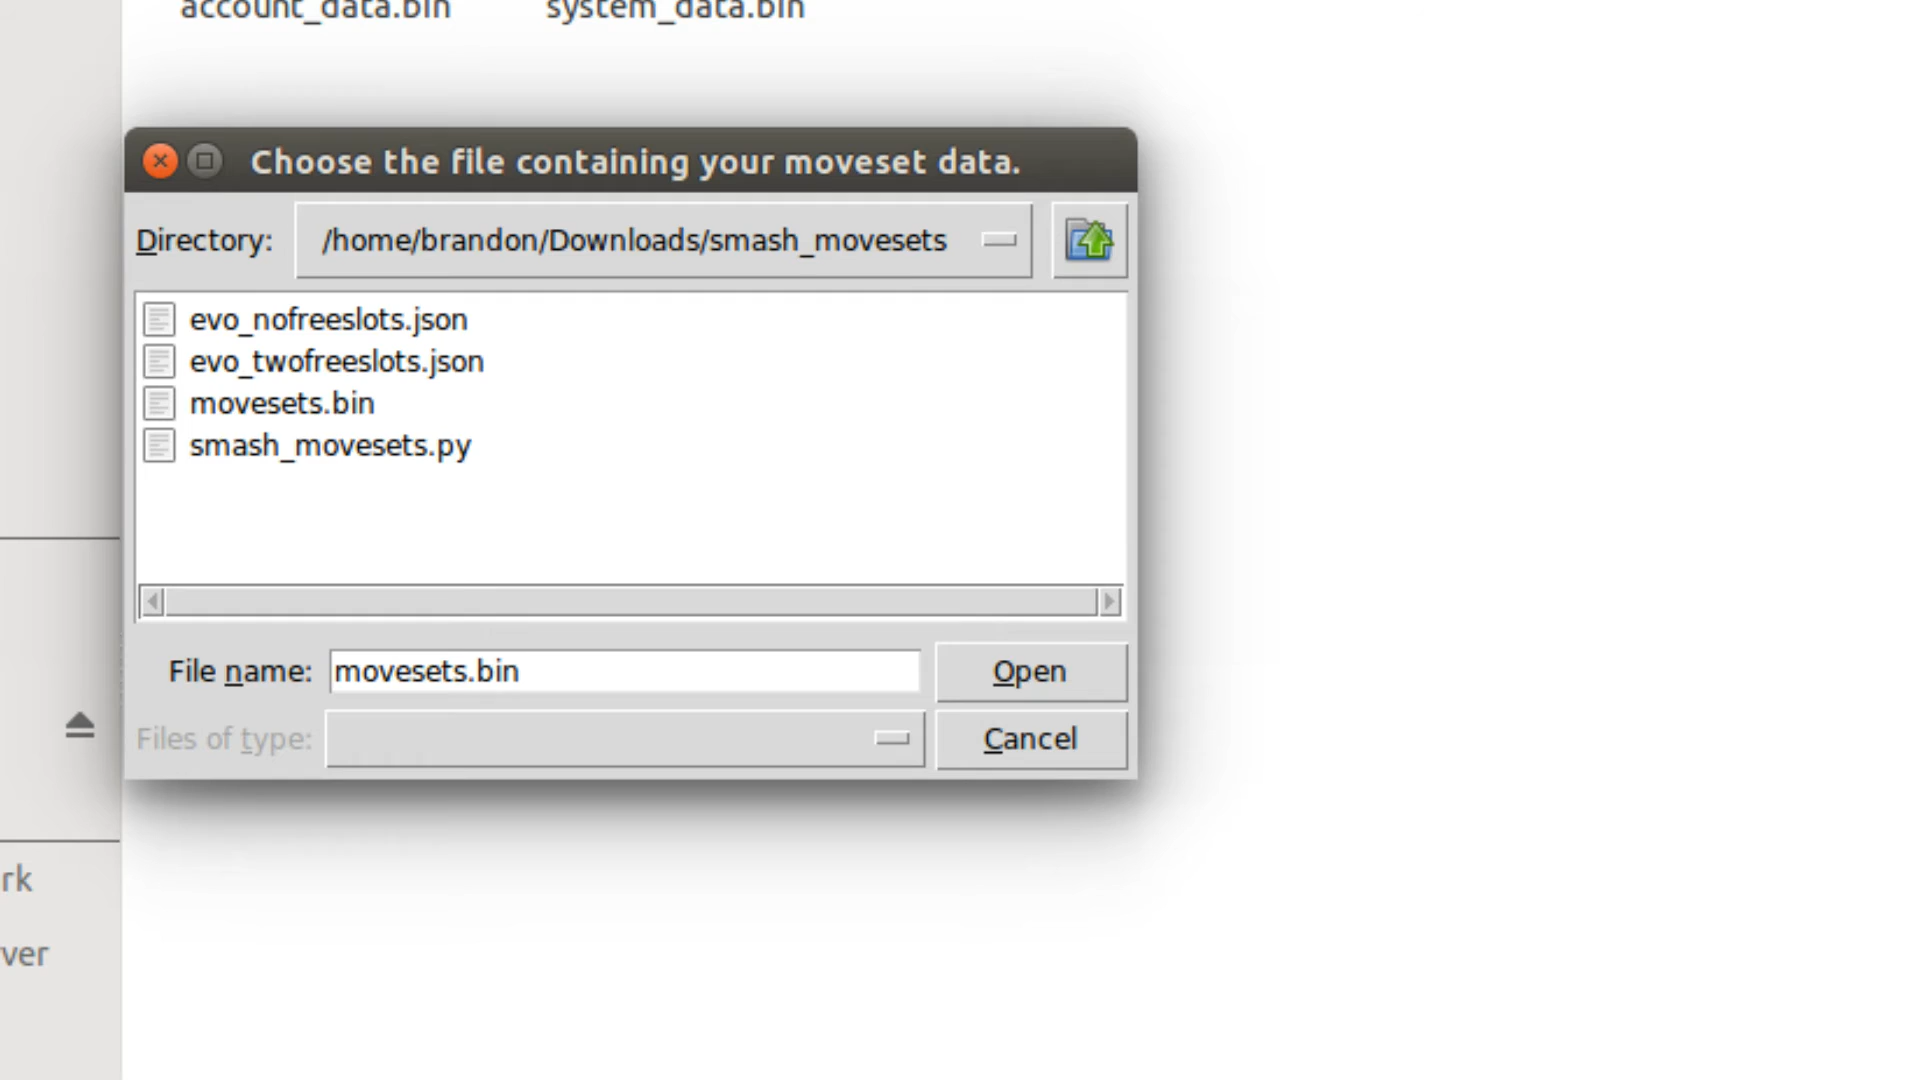 account_data.bin system_data.bin
Choose the file containing your moveset data.
Directory: /home/brandon/Downloads/smash_movesets
evo_nofreeslots.json
evo_twofreeslots.json
movesets.bin
smash_movesets.py
File name: movesets.bin Open
Files of type: Cancel
rk
ver